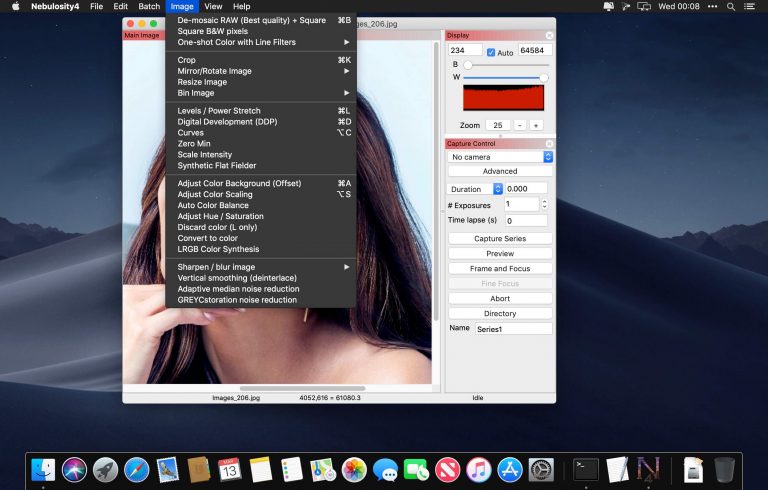 Nebulosity4 File Edit Batch Image View Help Wed 00:08
De-mosaic RAW (Best quality) + Square ⌘B
Square B&W pixels
One-shot Color with Line Filters
Crop ⌘K
Mirror/Rotate Image
Resize Image
Bin Image
Levels / Power Stretch ⌘L
Digital Development (DDP) ⌘D
Curves ⌥C
Zero Min
Scale Intensity
Synthetic Flat Fielder
Adjust Color Background (Offset) ⌘A
Adjust Color Scaling ⌥S
Auto Color Balance
Adjust Hue / Saturation
Discard color (L only)
Convert to color
LRGB Color Synthesis
Sharpen / blur image
Vertical smoothing (deinterlace)
Adaptive median noise reduction
GREYCstoration noise reduction
ges_206.jpg
Main Image
Display
234 Auto 64584
B
W
Zoom 25 - +
Capture Control
No camera
Advanced
Duration 0.000
# Exposures 1
Time lapse (s) 0
Capture Series
Preview
Frame and Focus
Fine Focus
Abort
Directory
Name Series1
Images_206.jpg 4052,616 = 61080.3 Idle
13